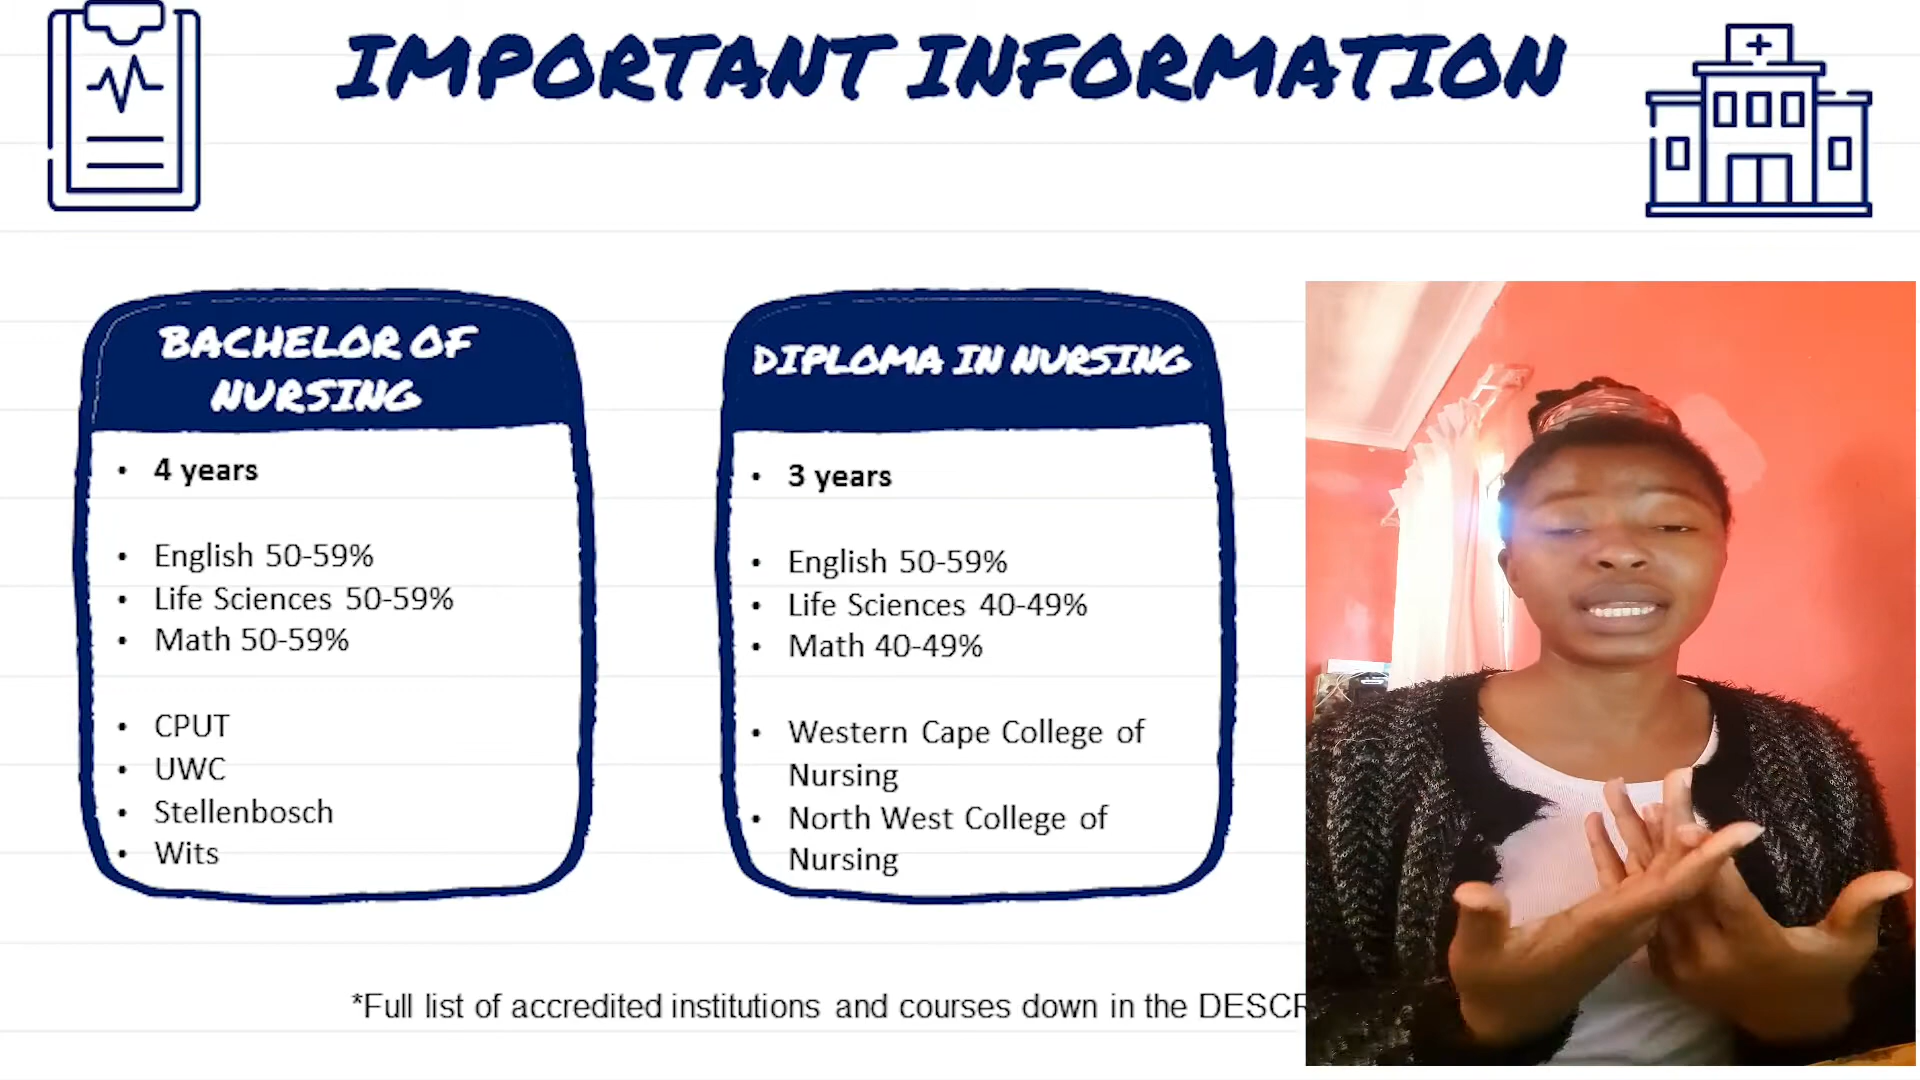 IMPORTANT INFORMATION
BACHELOR OF
NURSING
• 4 years
• English 50-59%
• Life Sciences 50-59%
• Math 50-59%
• CPUT
• UWC
• Stellenbosch
• Wits
DIPLOMA IN NURSING
• 3 years
• English 50-59%
• Life Sciences 40-49%
• Math 40-49%
• Western Cape College of
Nursing
• North West College of
Nursing
*Full list of accredited institutions and courses down in the